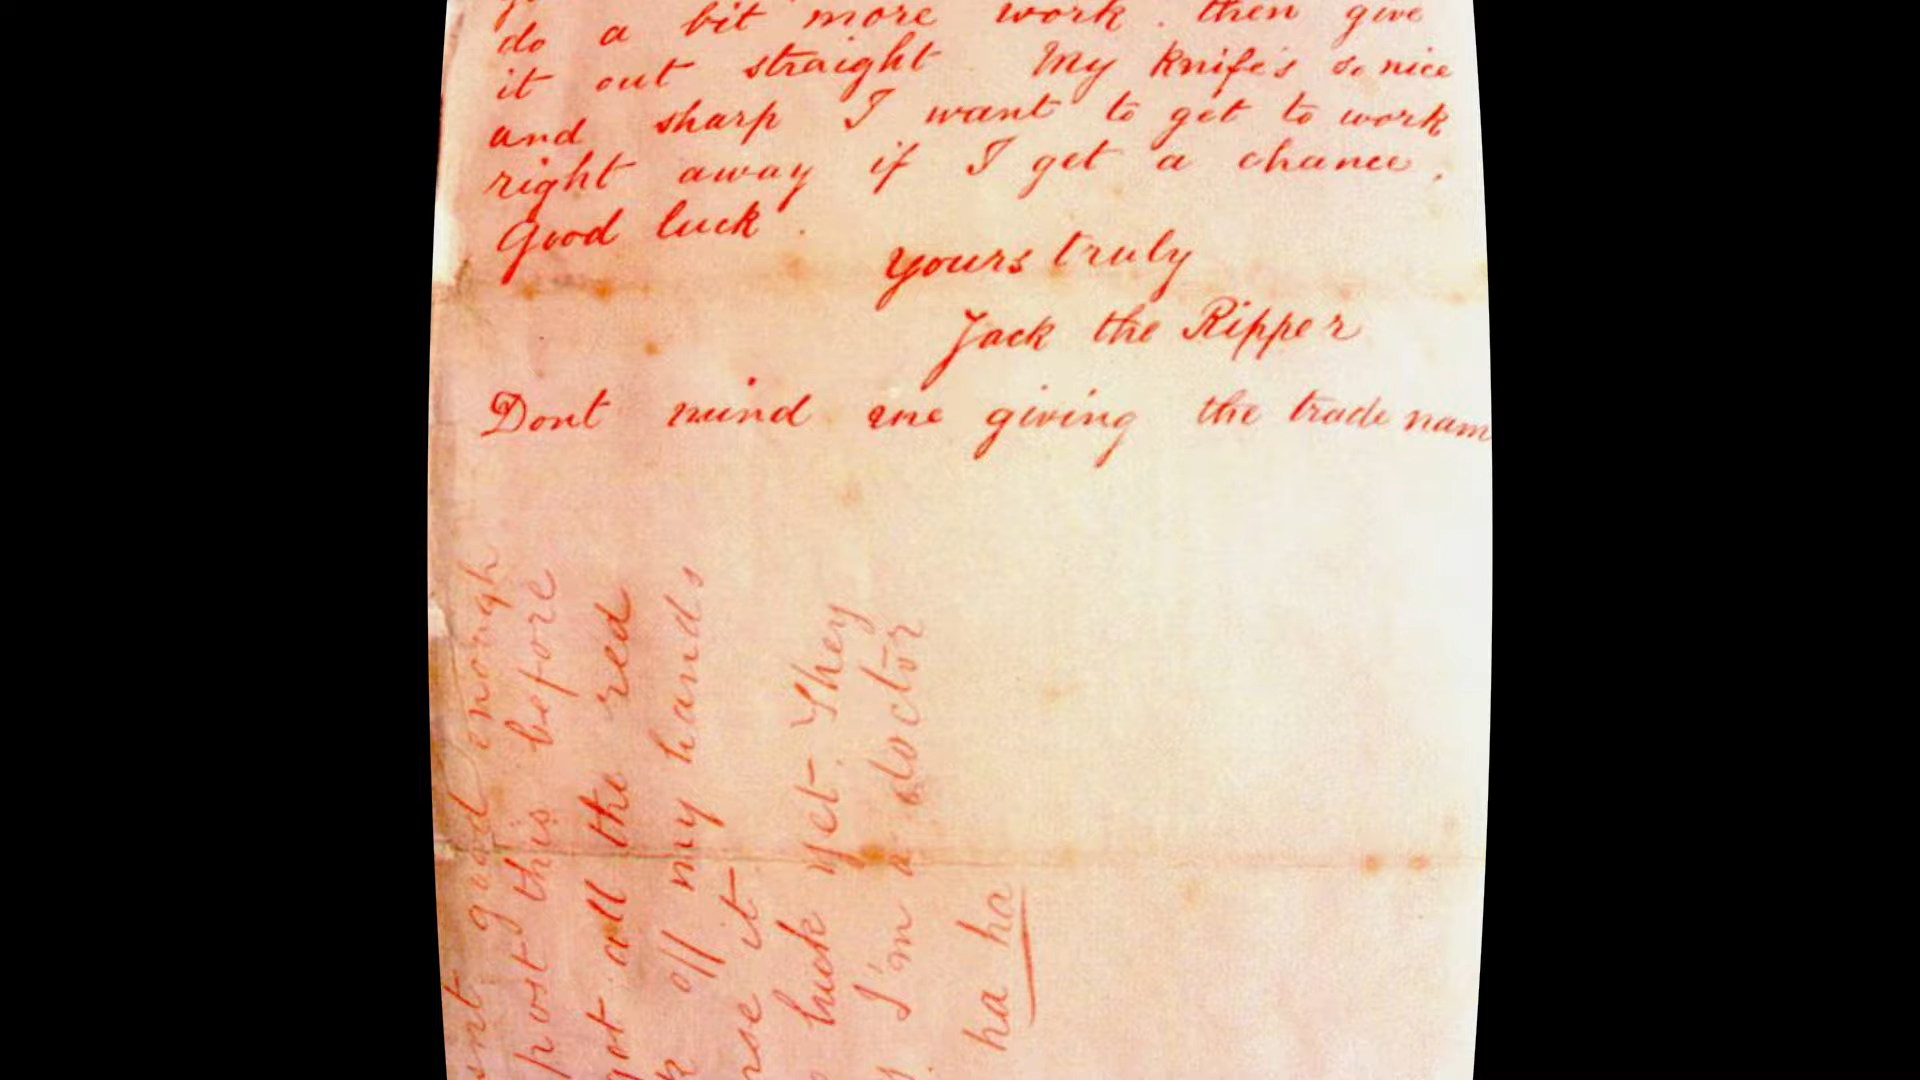 do a bit more work. then give
it out straight My knife's so nice
and sharp I want to get to work
right away if I get a chance.
Good luck.
yours truly
Jack the Ripper
Dont mind me giving the trade nam
good enough
post this before
got all the red
off my hands
it
luck yet. They
I'm a doctor
ha ha